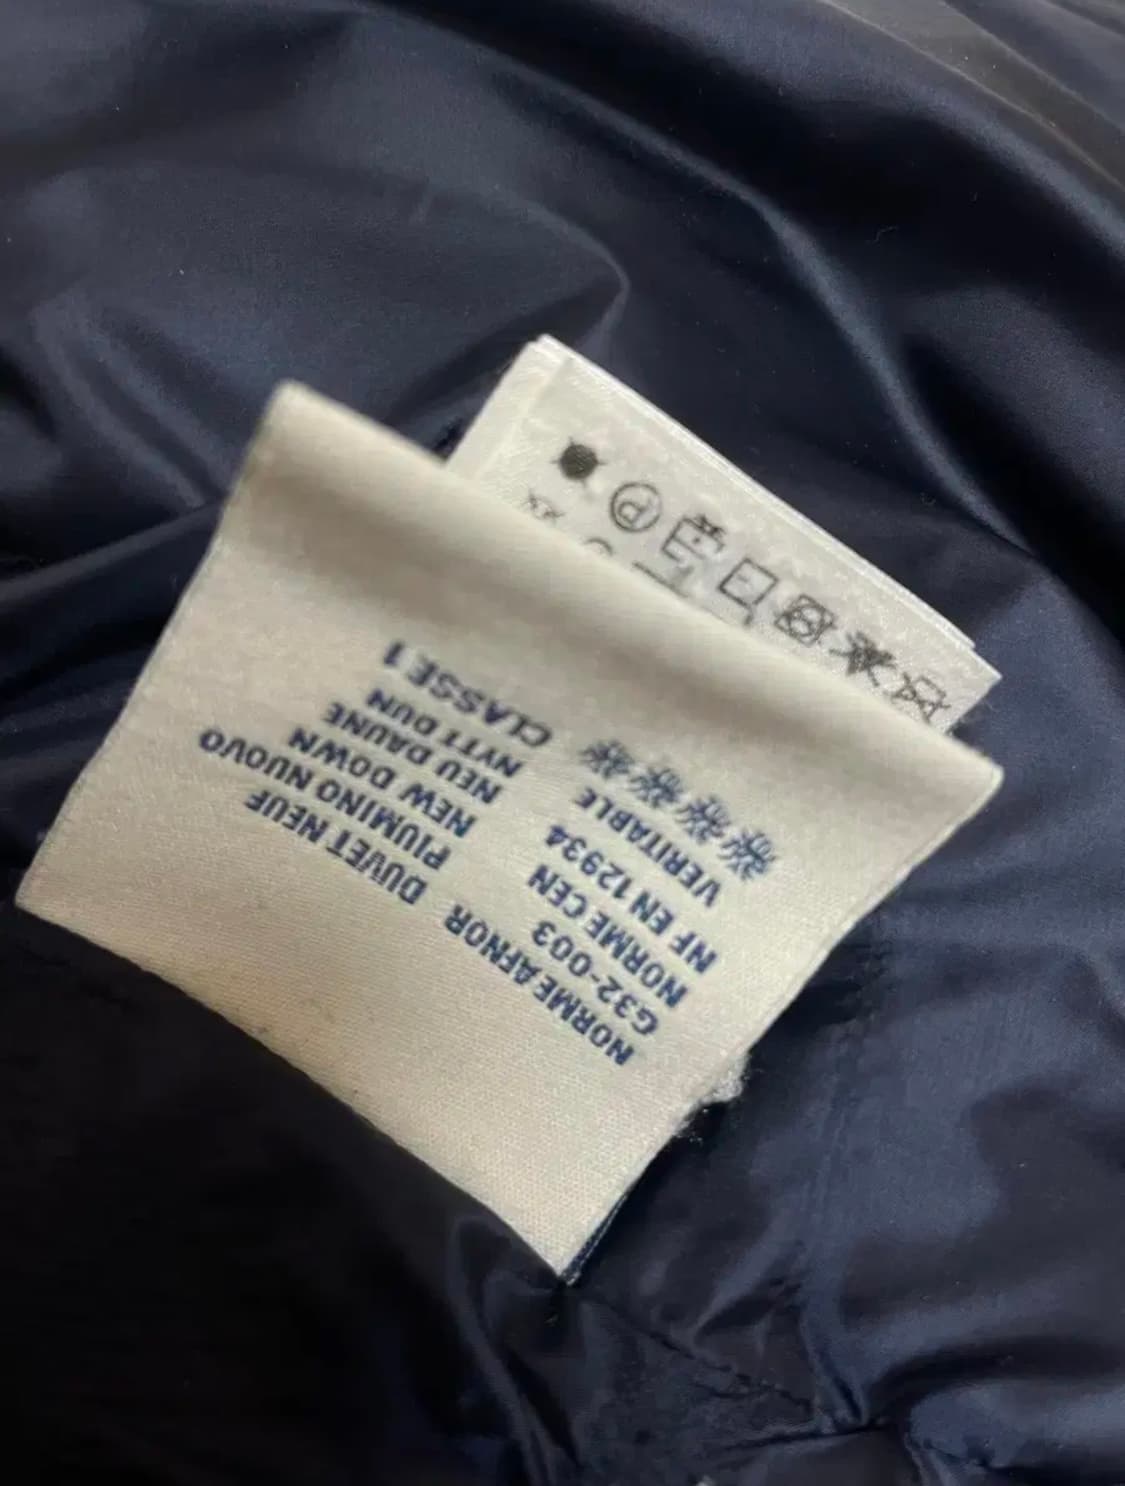 NORME AFNOR
G32-003
NORME CEN
NF EN 12934
VERITABLE
DUVET NEUF
PIUMINO NUOVO
NEW DOWN
NEU DAUNE
NYTT DUN
CLASSE 1